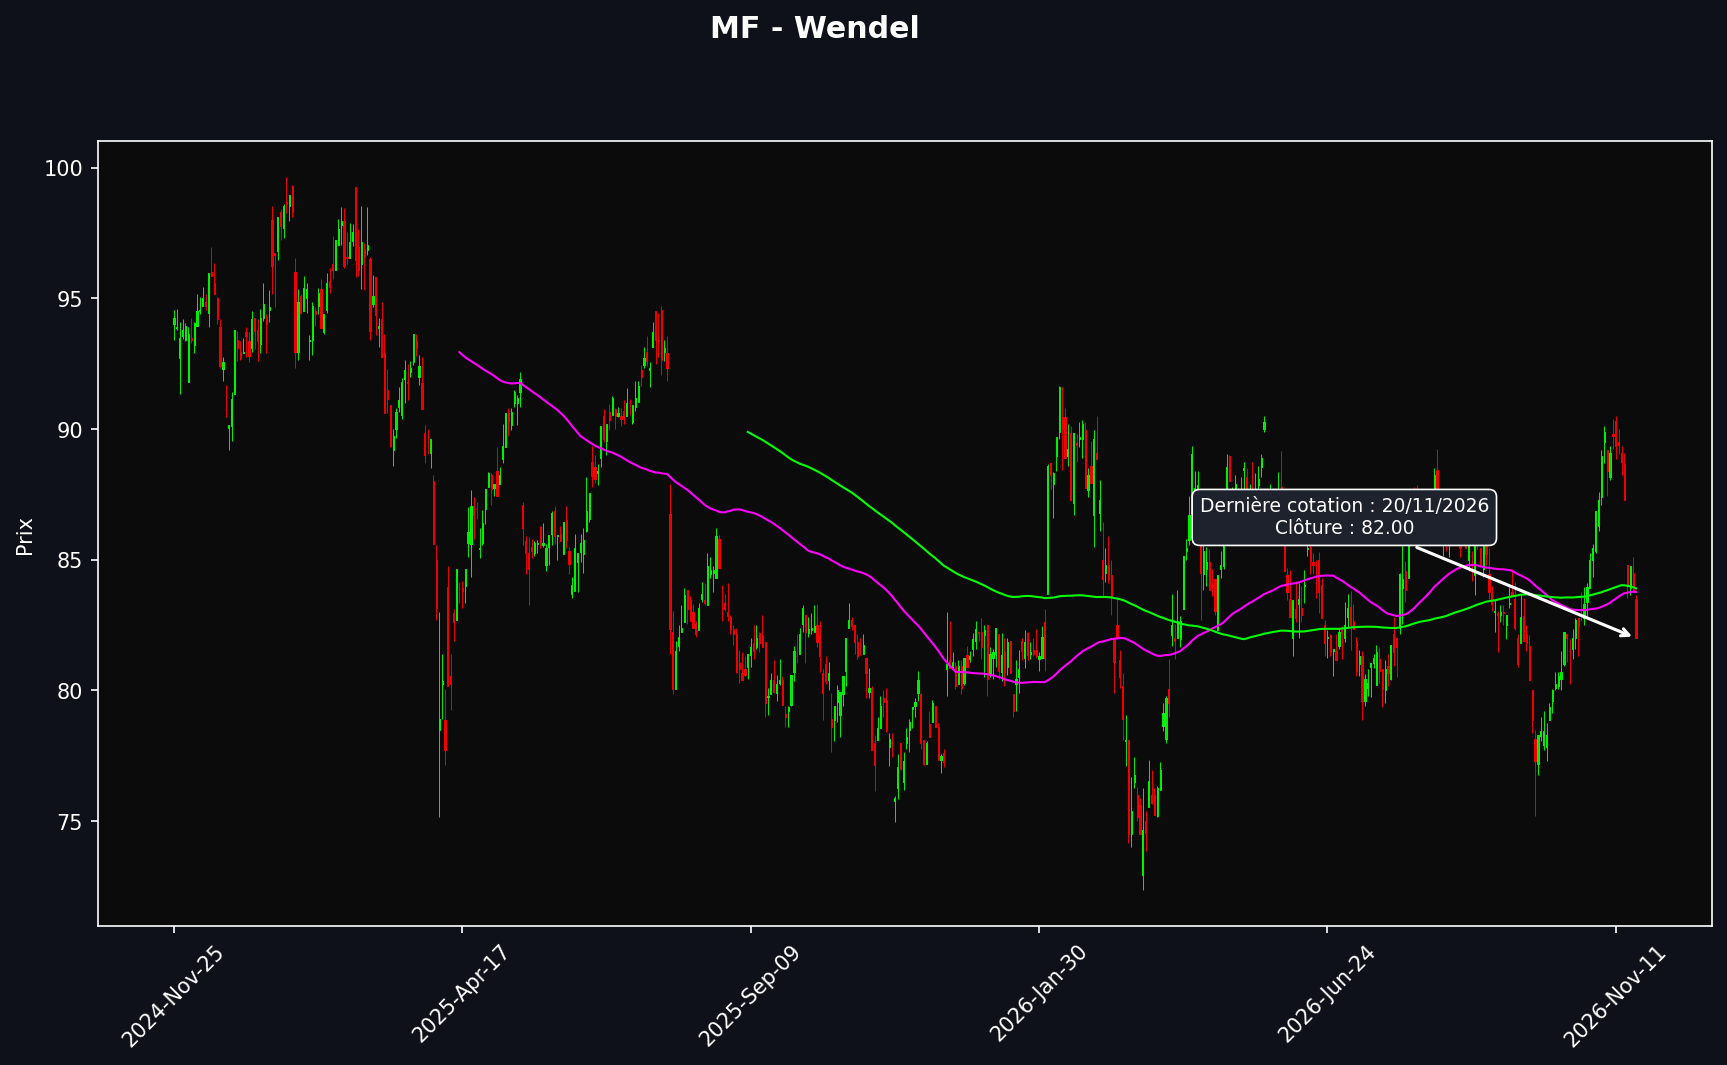 MF - Wendel
Prix
100
95
90
85
80
75
Dernière cotation : 20/11/2026
Clôture : 82.00
2024-Nov-25
2025-Apr-17
2025-Sep-09
2026-Jan-30
2026-Jun-24
2026-Nov-11